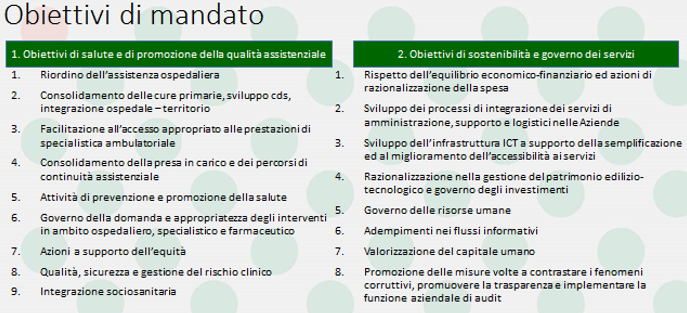 Obiettivi di mandato
1. Obiettivi di salute e di promozione della qualità assistenziale
1. Riordino dell'assistenza ospedaliera
2. Consolidamento delle cure primarie, sviluppo cds,
integrazione ospedale – territorio
3. Facilitazione all'accesso appropriato alle prestazioni di
specialistica ambulatoriale
4. Consolidamento della presa in carico e dei percorsi di
continuità assistenziale
5. Attività di prevenzione e promozione della salute
6. Governo della domanda e appropriatezza degli interventi
in ambito ospedaliero, specialistico e farmaceutico
7. Azioni a supporto dell'equità
8. Qualità, sicurezza e gestione del rischio clinico
9. Integrazione sociosanitaria
2. Obiettivi di sostenibilità e governo dei servizi
1. Rispetto dell'equilibrio economico-finanziario ed azioni di
razionalizzazione della spesa
2. Sviluppo dei processi di integrazione dei servizi di
amministrazione, supporto e logistici nelle Aziende
3. Sviluppo dell'infrastruttura ICT a supporto della semplificazione
ed al miglioramento dell'accessibilità ai servizi
4. Razionalizzazione nella gestione del patrimonio edilizio-
tecnologico e governo degli investimenti
5. Governo delle risorse umane
6. Adempimenti nei flussi informativi
7. Valorizzazione del capitale umano
8. Promozione delle misure volte a contrastare i fenomeni
corruttivi, promuovere la trasparenza e implementare la
funzione aziendale di audit